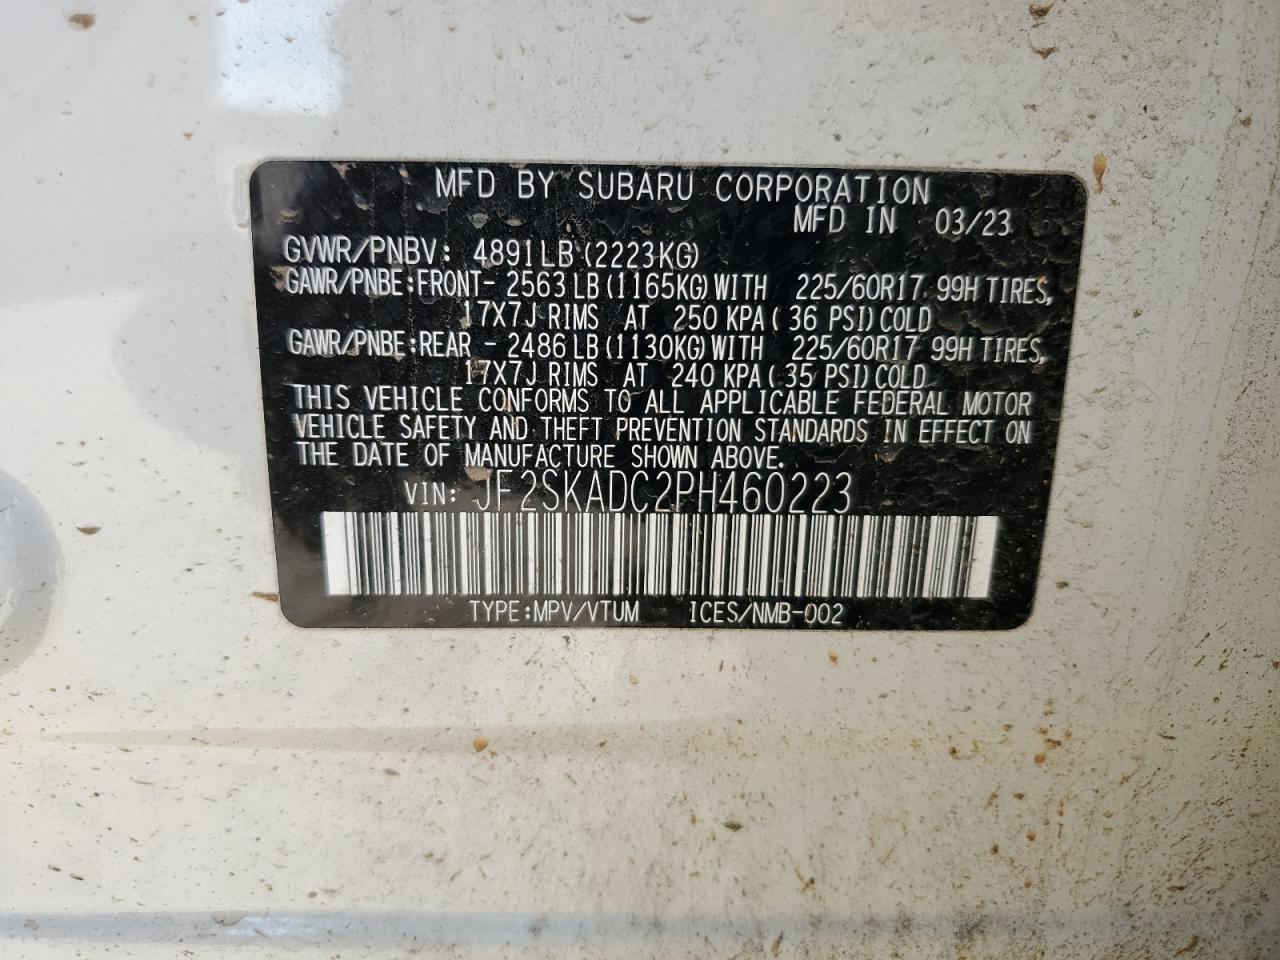 MFD BY SUBARU CORPORATION
MFD IN 03/23
GVWR/PNBV: 4891LB (2223KG)
GAWR/PNBE:FRONT- 2563 LB (1165KG) WITH 225/60R17 99H TIRES,
17X7J RIMS AT 250 KPA( 36 PSI) COLD
GAWR/PNBE:REAR - 2486 LB (1130KG) WITH 225/60R17 99H TIRES,
17X7J RIMS AT 240 KPA( 35 PSI) COLD
THIS VEHICLE CONFORMS TO ALL APPLICABLE FEDERAL MOTOR
VEHICLE SAFETY AND THEFT PREVENTION STANDARDS IN EFFECT ON
THE DATE OF MANUFACTURE SHOWN ABOVE.
VIN: JF2SKADC2PH460223
TYPE:MPV/VTUM ICES/NMB-002